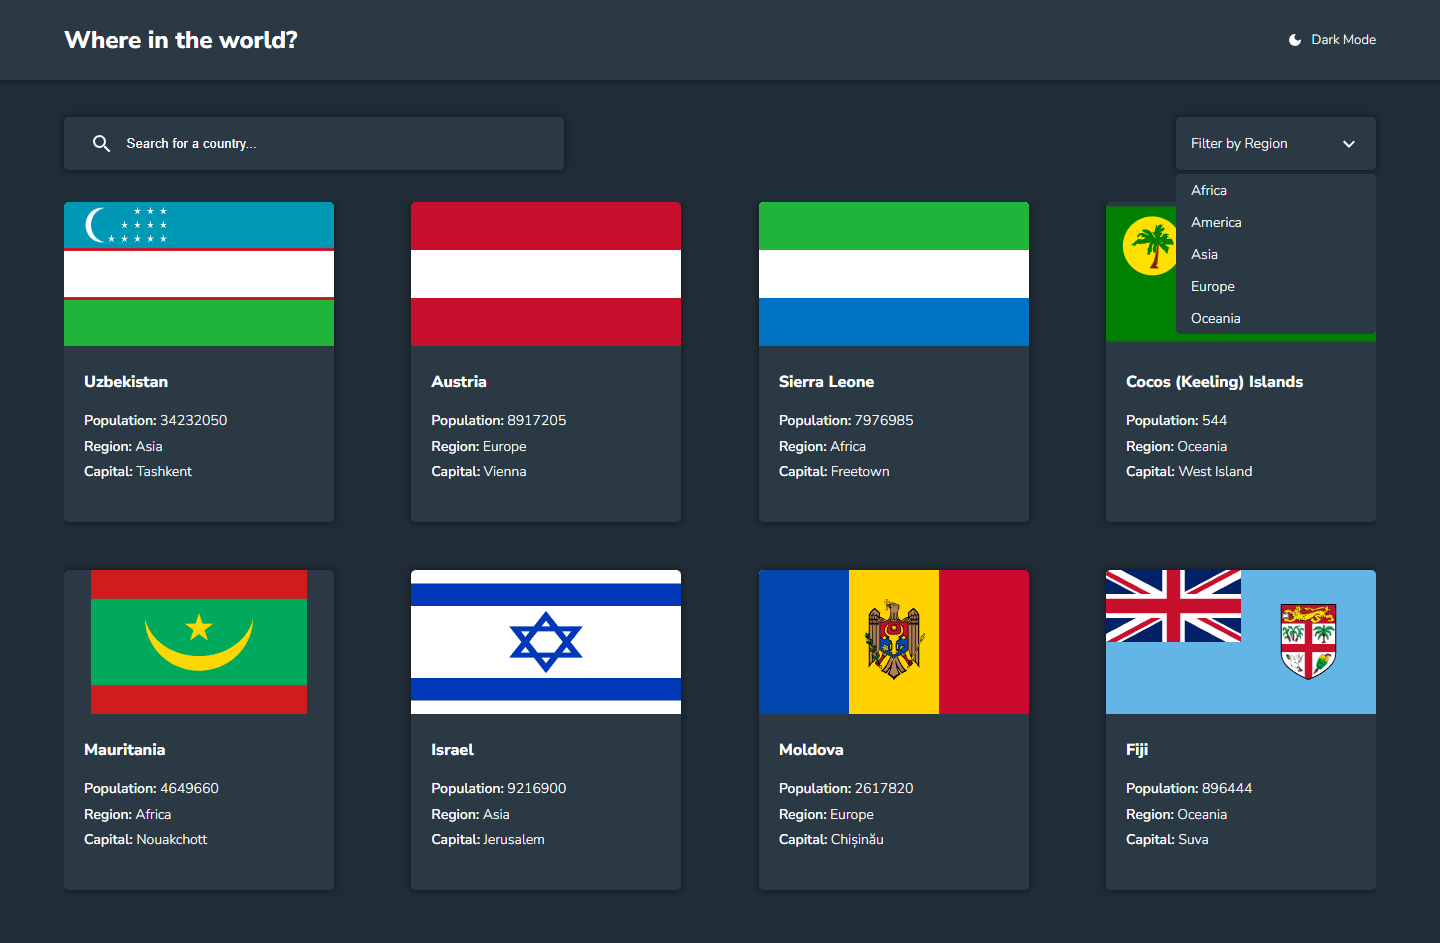 Where in the world?
Dark Mode
Search for a country...
Filter by Region
Africa
America
Asia
Europe
Oceania
Uzbekistan
Population: 34232050
Region: Asia
Capital: Tashkent
Austria
Population: 8917205
Region: Europe
Capital: Vienna
Sierra Leone
Population: 7976985
Region: Africa
Capital: Freetown
Cocos (Keeling) Islands
Population: 544
Region: Oceania
Capital: West Island
Mauritania
Population: 4649660
Region: Africa
Capital: Nouakchott
Israel
Population: 9216900
Region: Asia
Capital: Jerusalem
Moldova
Population: 2617820
Region: Europe
Capital: Chișinău
Fiji
Population: 896444
Region: Oceania
Capital: Suva